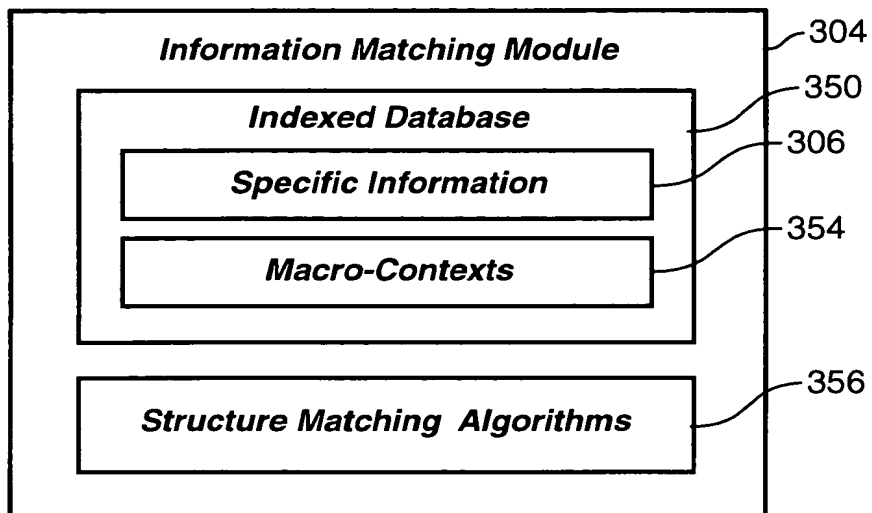 Information Matching Module
304
Indexed Database
350
Specific Information
306
Macro-Contexts
354
Structure Matching Algorithms
356